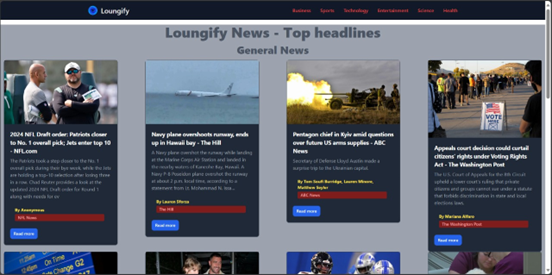 Loungify
Business Sports Technology Entertainment Science Health
Loungify News - Top headlines
General News
2024 NFL Draft order: Patriots closer
to No. 1 overall pick; Jets enter top 10
- NFL.com
The Patriots took a step closer to the No. 1
overall pick during their bye week, while the Jets
are holding a top-10 selection after losing three
in a row. Chad Reuter provides a look at the
updated 2024 NFL Draft order for Round 1
along with needs for
By Anonymous
NFL.com
Read more
Navy plane overshoots runway, ends
up in Hawaii bay - The Hill
A Navy plane overshot the runway while landing
at the Marine Corps Air Station and landed in
the nearby waters of Kaneohe Bay, Hawaii. A
Navy P-8 Poseidon plane overshot the runway
at about 2 p.m. local time, according to a
statement from U.S. Indo
By Lauren Sforza
The Hill
Read more
Pentagon chief in Kyiv amid questions
over future US arms supplies - ABC
News
Secretary of Defense Lloyd Austin made a
surprise trip to the Ukrainian capital.
By Tom Soufi Burridge, Lauren Minore,
Matthew Seyler
ABC News
Read more
VOTE
HERE
Appeals court decision could curtail
citizens' rights under Voting Rights
Act - The Washington Post
The U.S. Court of Appeals for the 8th Circuit
upheld a lower court's ruling that private
citizens and groups cannot sue under a statute
that forbids discrimination in state and local
elections laws.
By Mariana Alfaro
The Washington Post
Read more
On Time
Gate Change G2